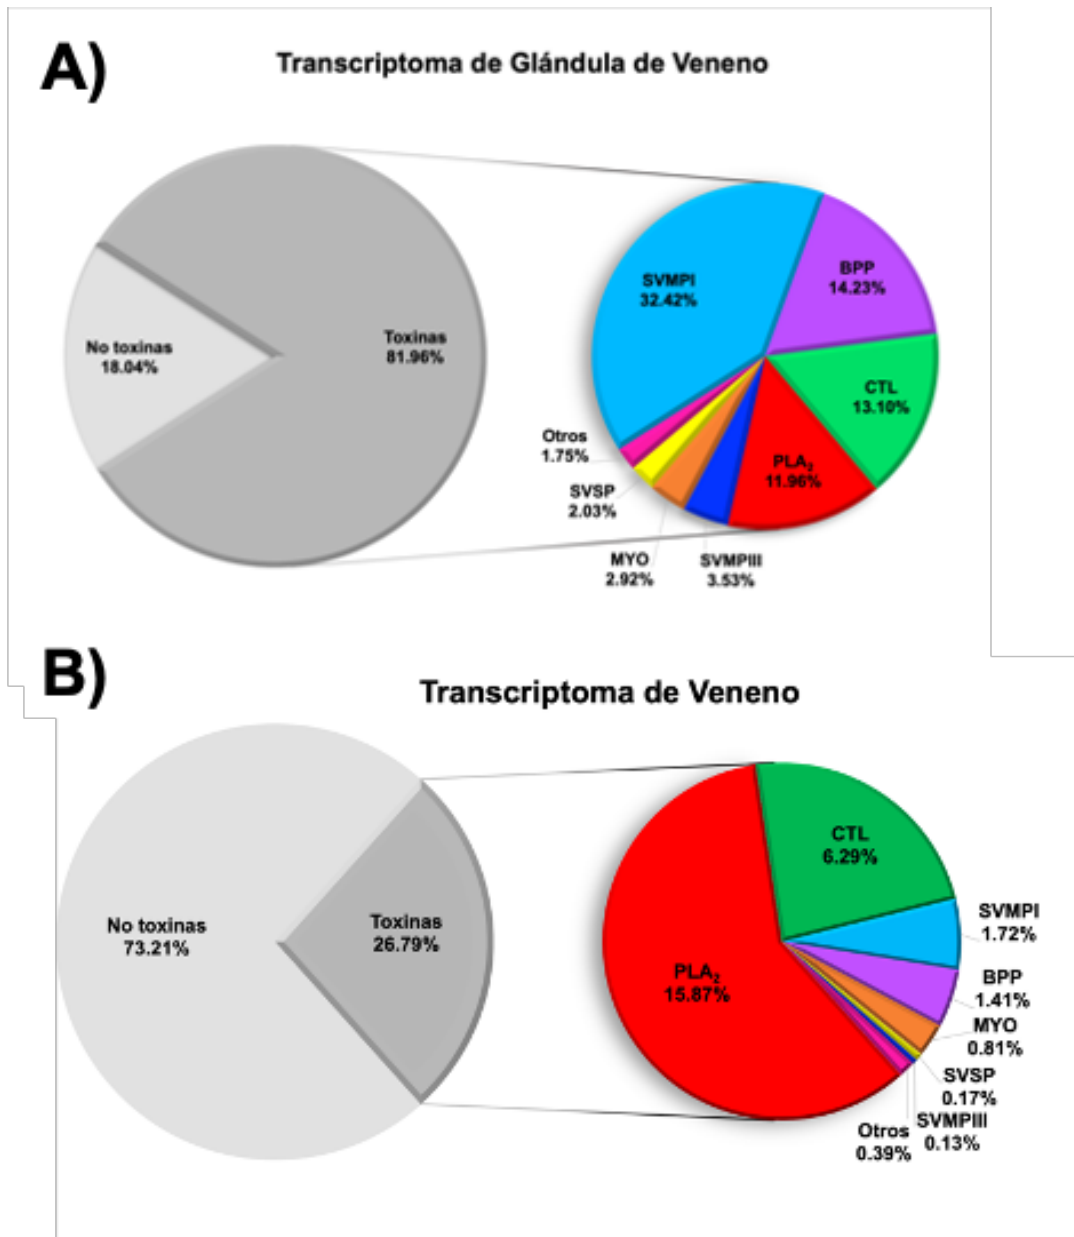 A)
Transcriptoma de Glándula de Veneno
No toxinas
18.04%
Toxinas
81.96%
SVMPI
32.42%
BPP
14.23%
CTL
13.10%
PLA₂
11.96%
SVMPIII
3.53%
MYO
2.92%
SVSP
2.03%
Otros
1.75%
B)
Transcriptoma de Veneno
No toxinas
73.21%
Toxinas
26.79%
PLA₂
15.87%
CTL
6.29%
SVMPI
1.72%
BPP
1.41%
MYO
0.81%
SVSP
0.17%
SVMPIII
0.13%
Otros
0.39%